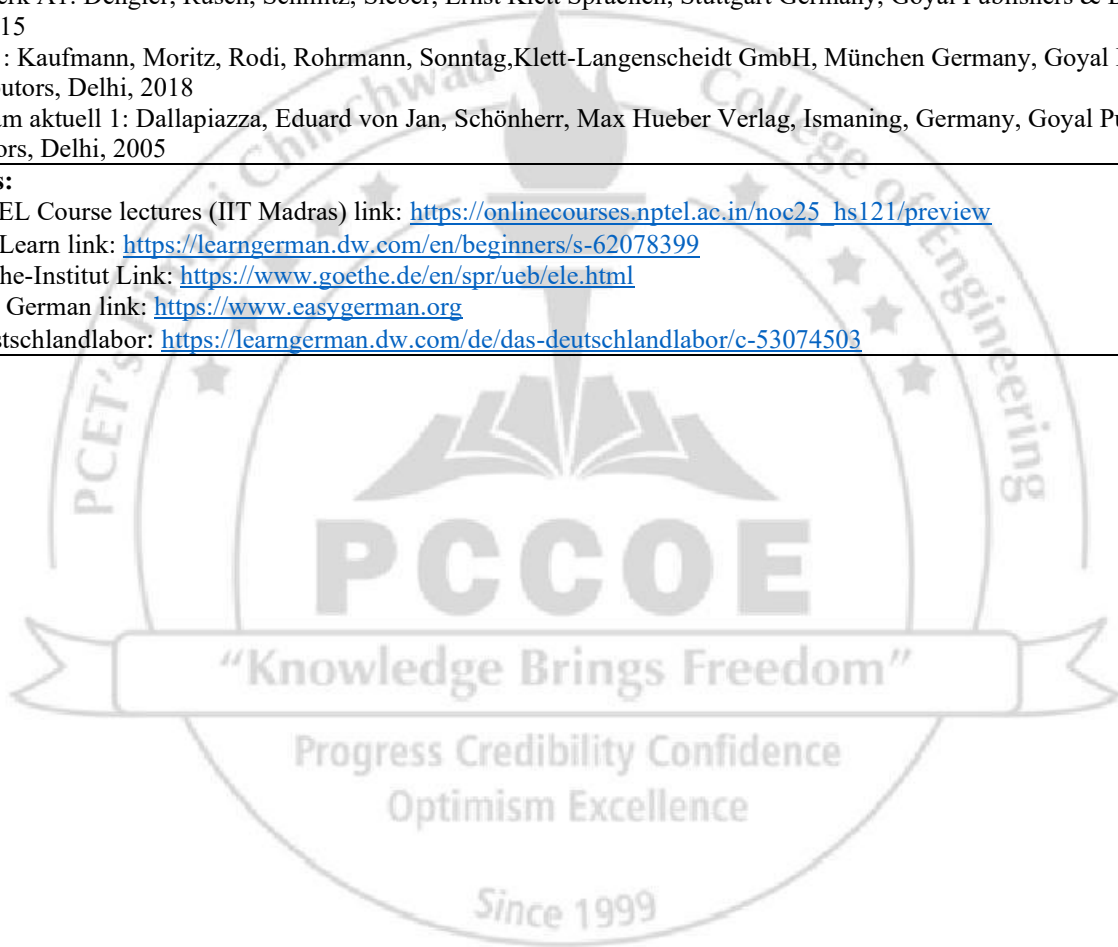 erk A1: Dengler, Rusch, Schmitz, Sieber, Ernst Klett Sprachen, Stuttgart Germany, Goyal Publishers &
15
: Kaufmann, Moritz, Rodi, Rohrmann, Sonntag,Klett-Langenscheidt GmbH, München Germany, Goyal
utors, Delhi, 2018
um aktuell 1: Dallapiazza, Eduard von Jan, Schönherr, Max Hueber Verlag, Ismaning, Germany, Goyal Pu
ors, Delhi, 2005
s:
EL Course lectures (IIT Madras) link: https://onlinecourses.nptel.ac.in/noc25_hs121/preview
Learn link: https://learngerman.dw.com/en/beginners/s-62078399
he-Institut Link: https://www.goethe.de/en/spr/ueb/ele.html
German link: https://www.easygerman.org
tschlandlabor: https://learngerman.dw.com/de/das-deutschlandlabor/c-53074503
PCET's Pimpri Chinchwad College of Engineering
PCCOE
"Knowledge Brings Freedom"
Progress Credibility Confidence
Optimism Excellence
Since 1999